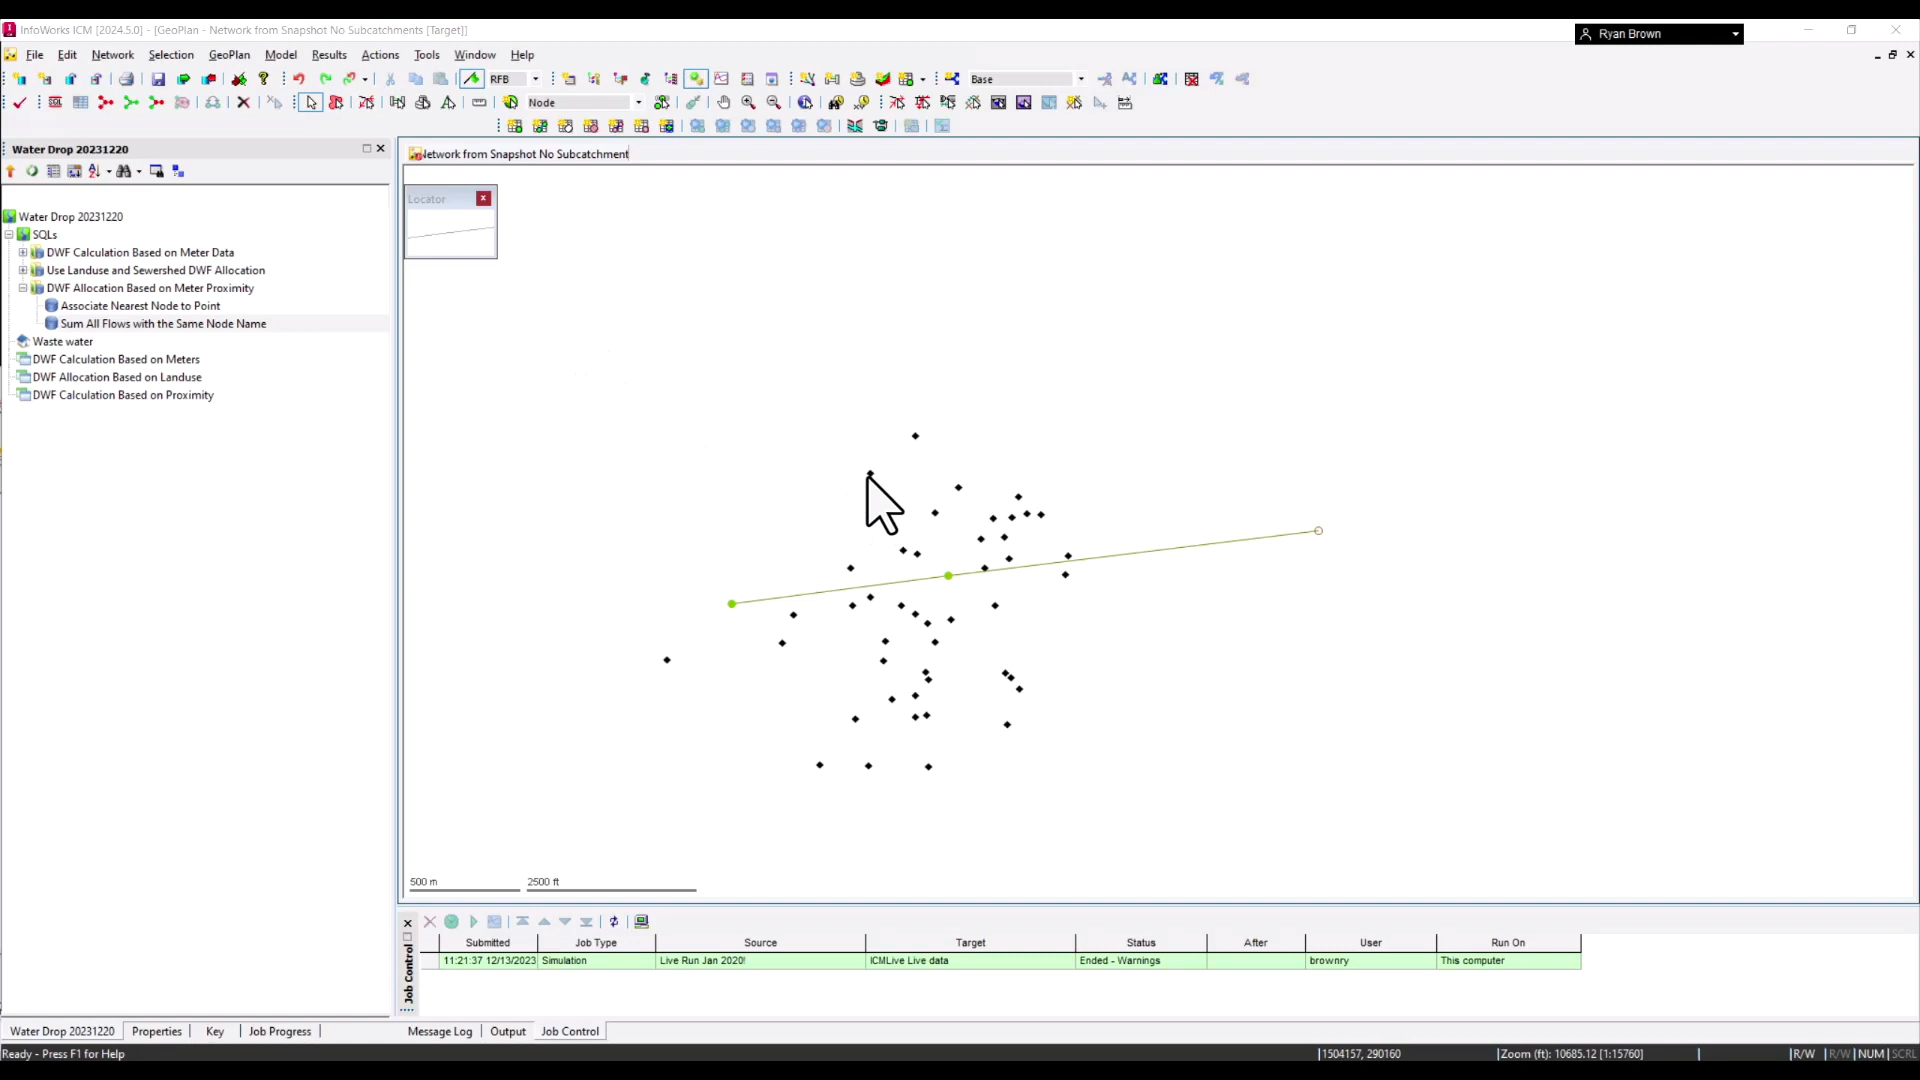 InfoWorks ICM [2024.5.0] - [GeoPlan - Network from Snapshot No Subcatchments [Target]]
Ryan Brown
File Edit Network Selection GeoPlan Model Results Actions Tools Window Help
RFB
Base
Node
Water Drop 20231220
Network from Snapshot No Subcatchment
Locator
Water Drop 20231220
SQLs
DWF Calculation Based on Meter Data
Use Landuse and Sewershed DWF Allocation
DWF Allocation Based on Meter Proximity
Associate Nearest Node to Point
Sum All Flows with the Same Node Name
Waste water
DWF Calculation Based on Meters
DWF Allocation Based on Landuse
DWF Calculation Based on Proximity
500 m 2500 ft
Job Control
Submitted Job Type Source Target Status After User Run On
11:21:37 12/13/2023 Simulation Live Run Jan 2020! ICMLive Live data Ended - Warnings brownry This computer
Water Drop 20231220 Properties Key Job Progress Message Log Output Job Control
Ready - Press F1 for Help 1504157, 290160 Zoom (ft): 10685.12 [1:15760] R/W R/W NUM SCRL